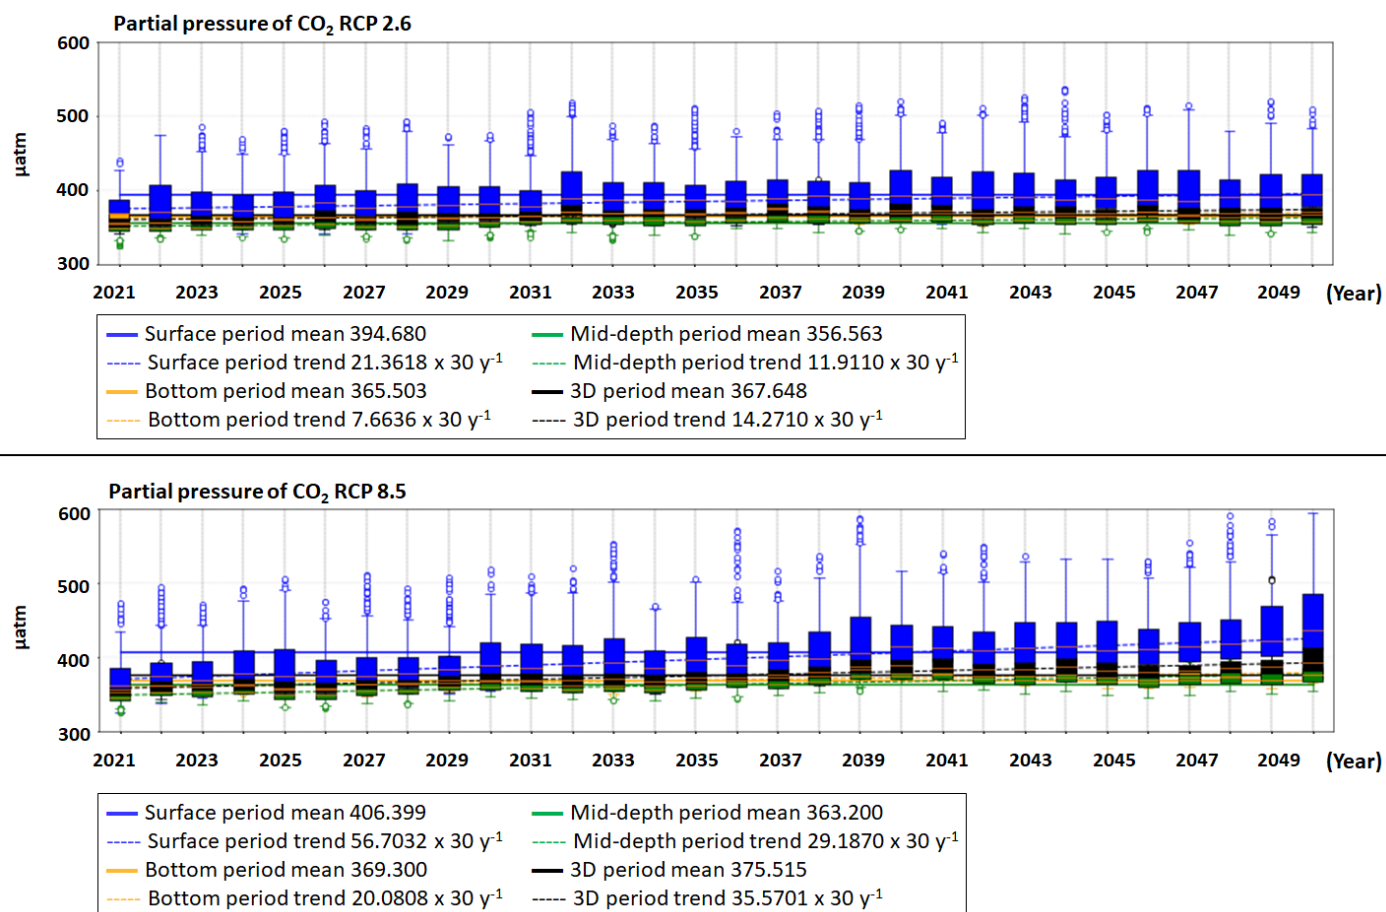 Partial pressure of CO₂ RCP 2.6
600
500
400
300
µatm
2021 2023 2025 2027 2029 2031 2033 2035 2037 2039 2041 2043 2045 2047 2049 (Year)
Surface period mean 394.680
Mid-depth period mean 356.563
Surface period trend 21.3618 x 30 y⁻¹
Mid-depth period trend 11.9110 x 30 y⁻¹
Bottom period mean 365.503
3D period mean 367.648
Bottom period trend 7.6636 x 30 y⁻¹
3D period trend 14.2710 x 30 y⁻¹
Partial pressure of CO₂ RCP 8.5
600
500
400
300
µatm
2021 2023 2025 2027 2029 2031 2033 2035 2037 2039 2041 2043 2045 2047 2049 (Year)
Surface period mean 406.399
Mid-depth period mean 363.200
Surface period trend 56.7032 x 30 y⁻¹
Mid-depth period trend 29.1870 x 30 y⁻¹
Bottom period mean 369.300
3D period mean 375.515
Bottom period trend 20.0808 x 30 y⁻¹
3D period trend 35.5701 x 30 y⁻¹